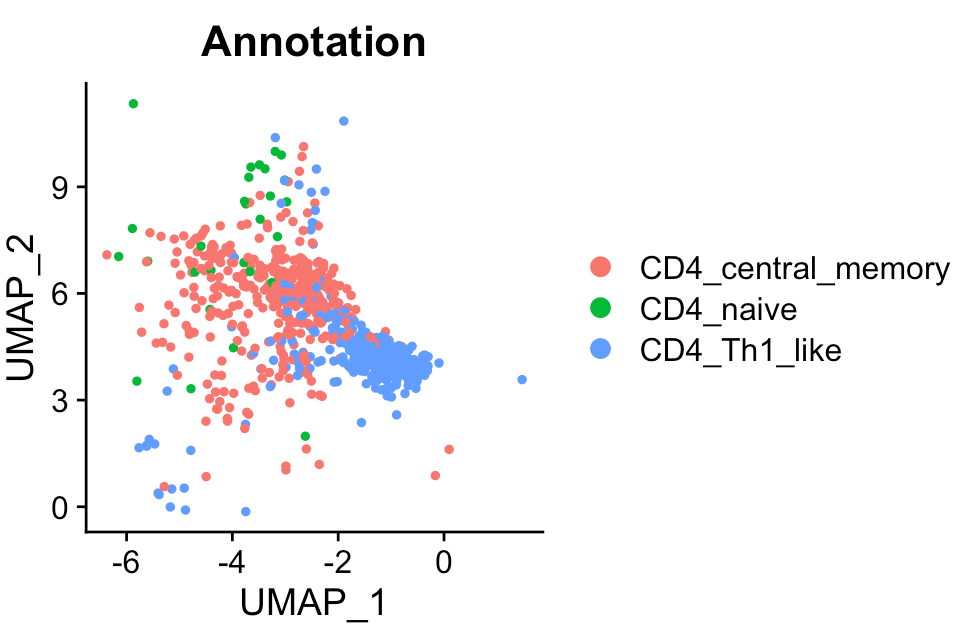 Annotation
UMAP_2
9
6
3
0
-6
-4
-2
0
UMAP_1
CD4_central_memory
CD4_naive
CD4_Th1_like